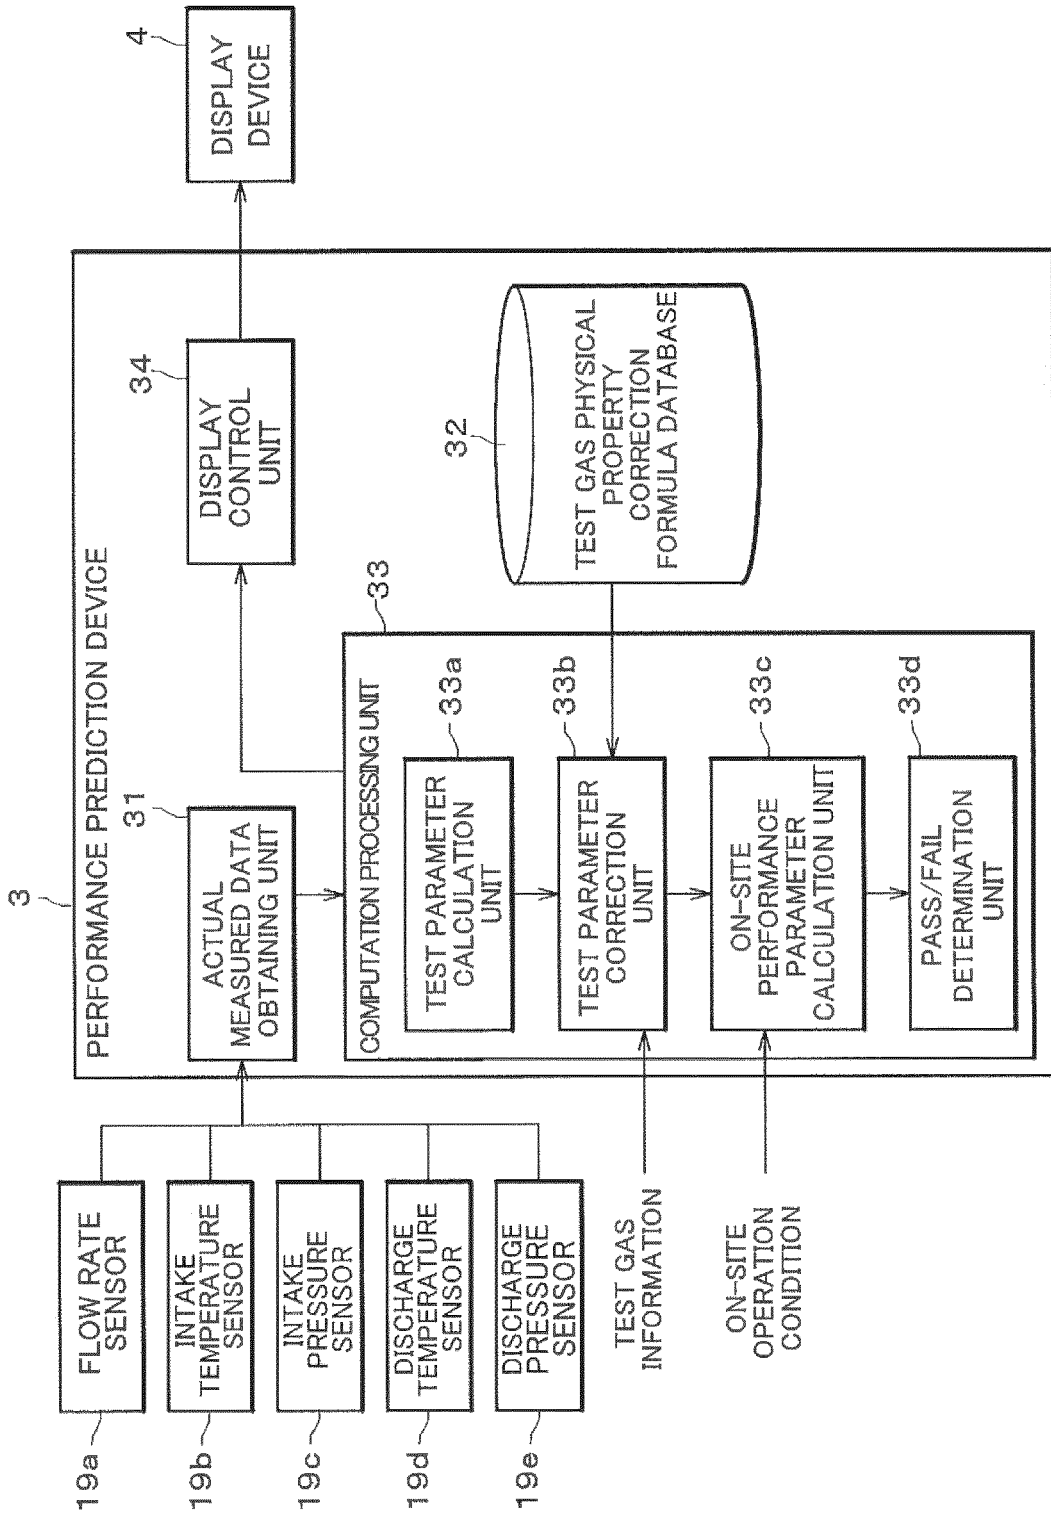 3
PERFORMANCE PREDICTION DEVICE
19a
FLOW RATE
SENSOR
19b
INTAKE
TEMPERATURE
SENSOR
19c
INTAKE
PRESSURE
SENSOR
19d
DISCHARGE
TEMPERATURE
SENSOR
19e
DISCHARGE
PRESSURE
SENSOR
TEST GAS
INFORMATION
ON-SITE
OPERATION
CONDITION
31
ACTUAL
MEASURED DATA
OBTAINING UNIT
33
COMPUTATION PROCESSING UNIT
33a
TEST PARAMETER
CALCULATION
UNIT
33b
TEST PARAMETER
CORRECTION
UNIT
33c
ON-SITE
PERFORMANCE
PARAMETER
CALCULATION UNIT
33d
PASS/FAIL
DETERMINATION
UNIT
34
DISPLAY
CONTROL
UNIT
32
TEST GAS PHYSICAL
PROPERTY
CORRECTION
FORMULA DATABASE
4
DISPLAY
DEVICE